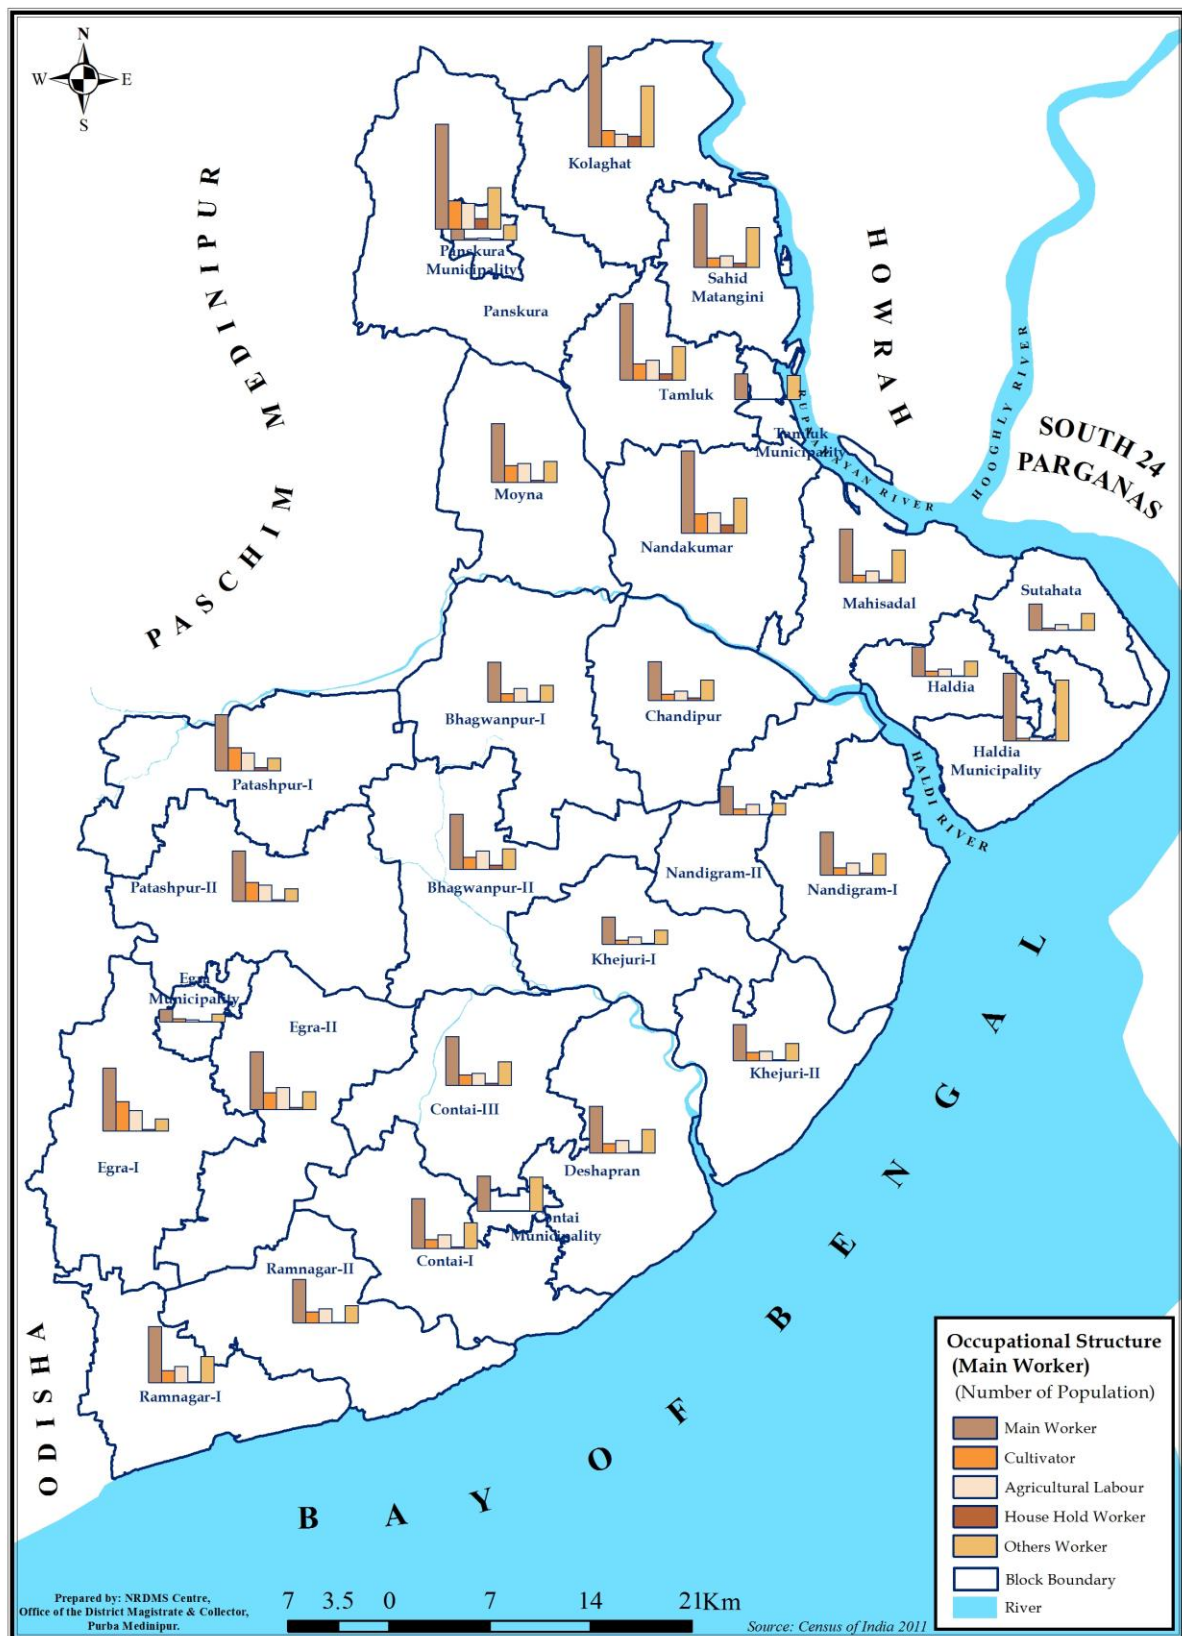 N
W E
S
Kolaghat
Panskura
Municipality
Panskura
Sahid
Matangini
Tamluk
Tamluk
Municipality
Moyna
Nandakumar
Mahisadal
Sutahata
Haldia
Haldia
Municipality
Bhagwanpur-I
Chandipur
Patashpur-I
Patashpur-II
Bhagwanpur-II
Nandigram-II
Nandigram-I
Khejuri-I
Egra
Municipality
Egra-II
Khejuri-II
Contai-III
Deshapran
Egra-I
Contai
Municipality
Contai-I
Ramnagar-II
Ramnagar-I
PASCHIM MEDINIPUR
HOWRAH
SOUTH 24
PARGANAS
HOOGHLY RIVER
RUPNARAYAN RIVER
HALDI RIVER
ODISHA
BAY OF BENGAL
Occupational Structure
(Main Worker)
(Number of Population)
Main Worker
Cultivator
Agricultural Labour
House Hold Worker
Others Worker
Block Boundary
River
Prepared by: NRDMS Centre,
Office of the District Magistrate & Collector,
Purba Medinipur.
7 3.5 0 7 14 21Km
Source: Census of India 2011